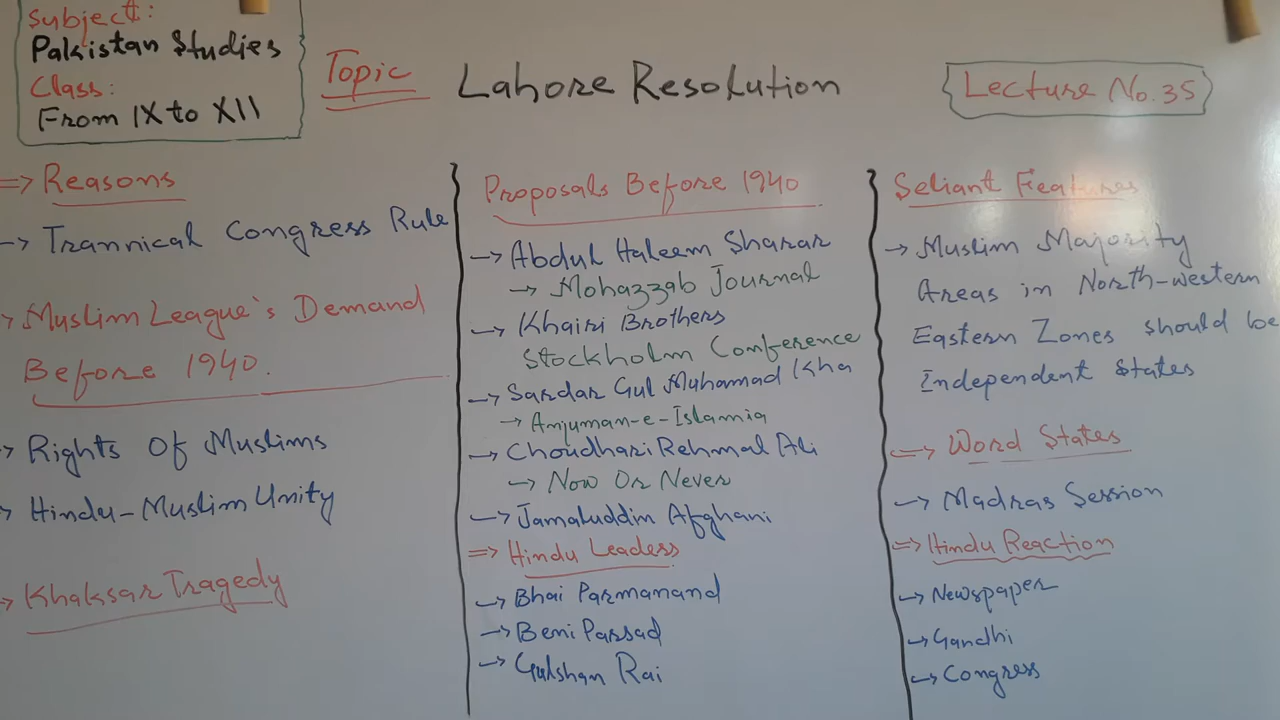 Subject:
Pakistan Studies
Class:
From IX to XII
Topic Lahore Resolution
Lecture No.35
=> Reasons
→ Trannical Congress Rule
→ Muslim League's Demand
Before 1940.
→ Rights Of Muslims
→ Hindu-Muslim Unity
→ Khaksar Tragedy
Proposals Before 1940
→ Abdul Haleem Sharar
→ Mohazzab Journal
→ Khairi Brothers
Stockholm Conference
→ Sardar Gul Muhamad Kha
→ Anjuman-e-Islamia
→ Choudhari Rehmat Ali
→ Now Or Never
→ Jamaluddin Afghani
=> Hindu Leaders
→ Bhai Parmanand
→ Beni Parsad
→ Gulshan Rai
Seliant Features
→ Muslim Majority
Areas in North-western
Eastern Zones should be
Independent States
=> Word States
→ Madras Session
=> Hindu Reaction
→ Newspaper
→ Gandhi
→ Congress